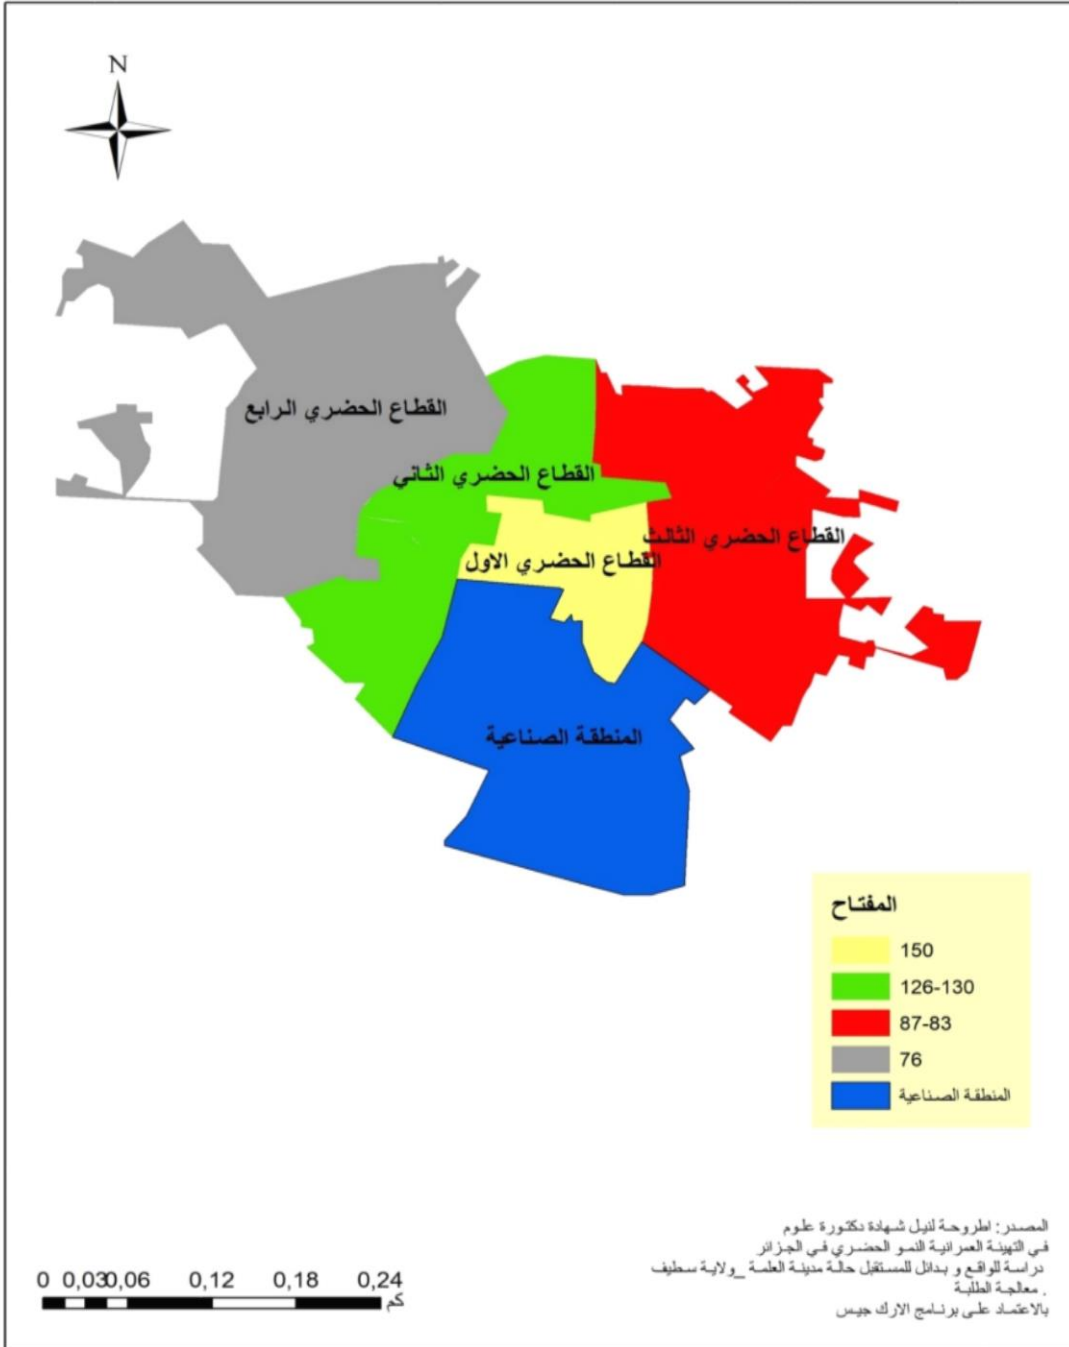 N
القطاع الحضري الرابع
القطاع الحضري الثاني
القطاع الحضري الثالث
القطاع الحضري الاول
المنطقة الصناعية
المفتاح
150
126-130
87-83
76
المنطقة الصناعية
المصدر: اطروحة لنيل شهادة دكتورة علوم
في التهيئة العمرانية النمو الحضري في الجزائر
دراسة للواقع و بدائل للمستقبل حالة مدينة العلمة _ولاية سطيف
. معالجة الطلبة
بالاعتماد على برنامج الارك جيس
0 0,03 0,06 0,12 0,18 0,24
كم